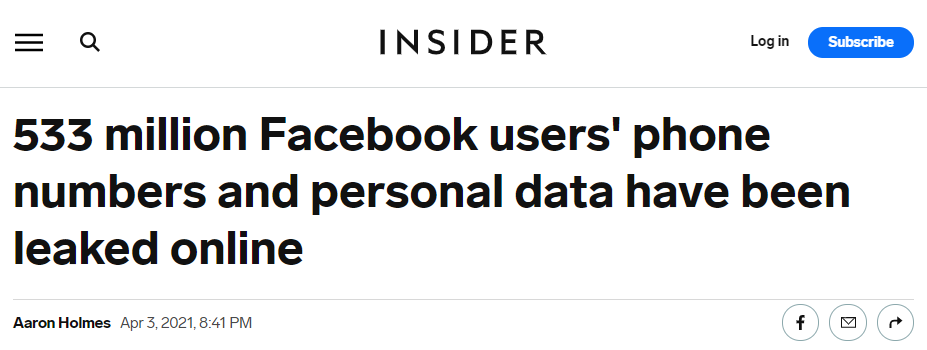 INSIDER
Log in
Subscribe
533 million Facebook users' phone
numbers and personal data have been
leaked online
Aaron Holmes Apr 3, 2021, 8:41 PM